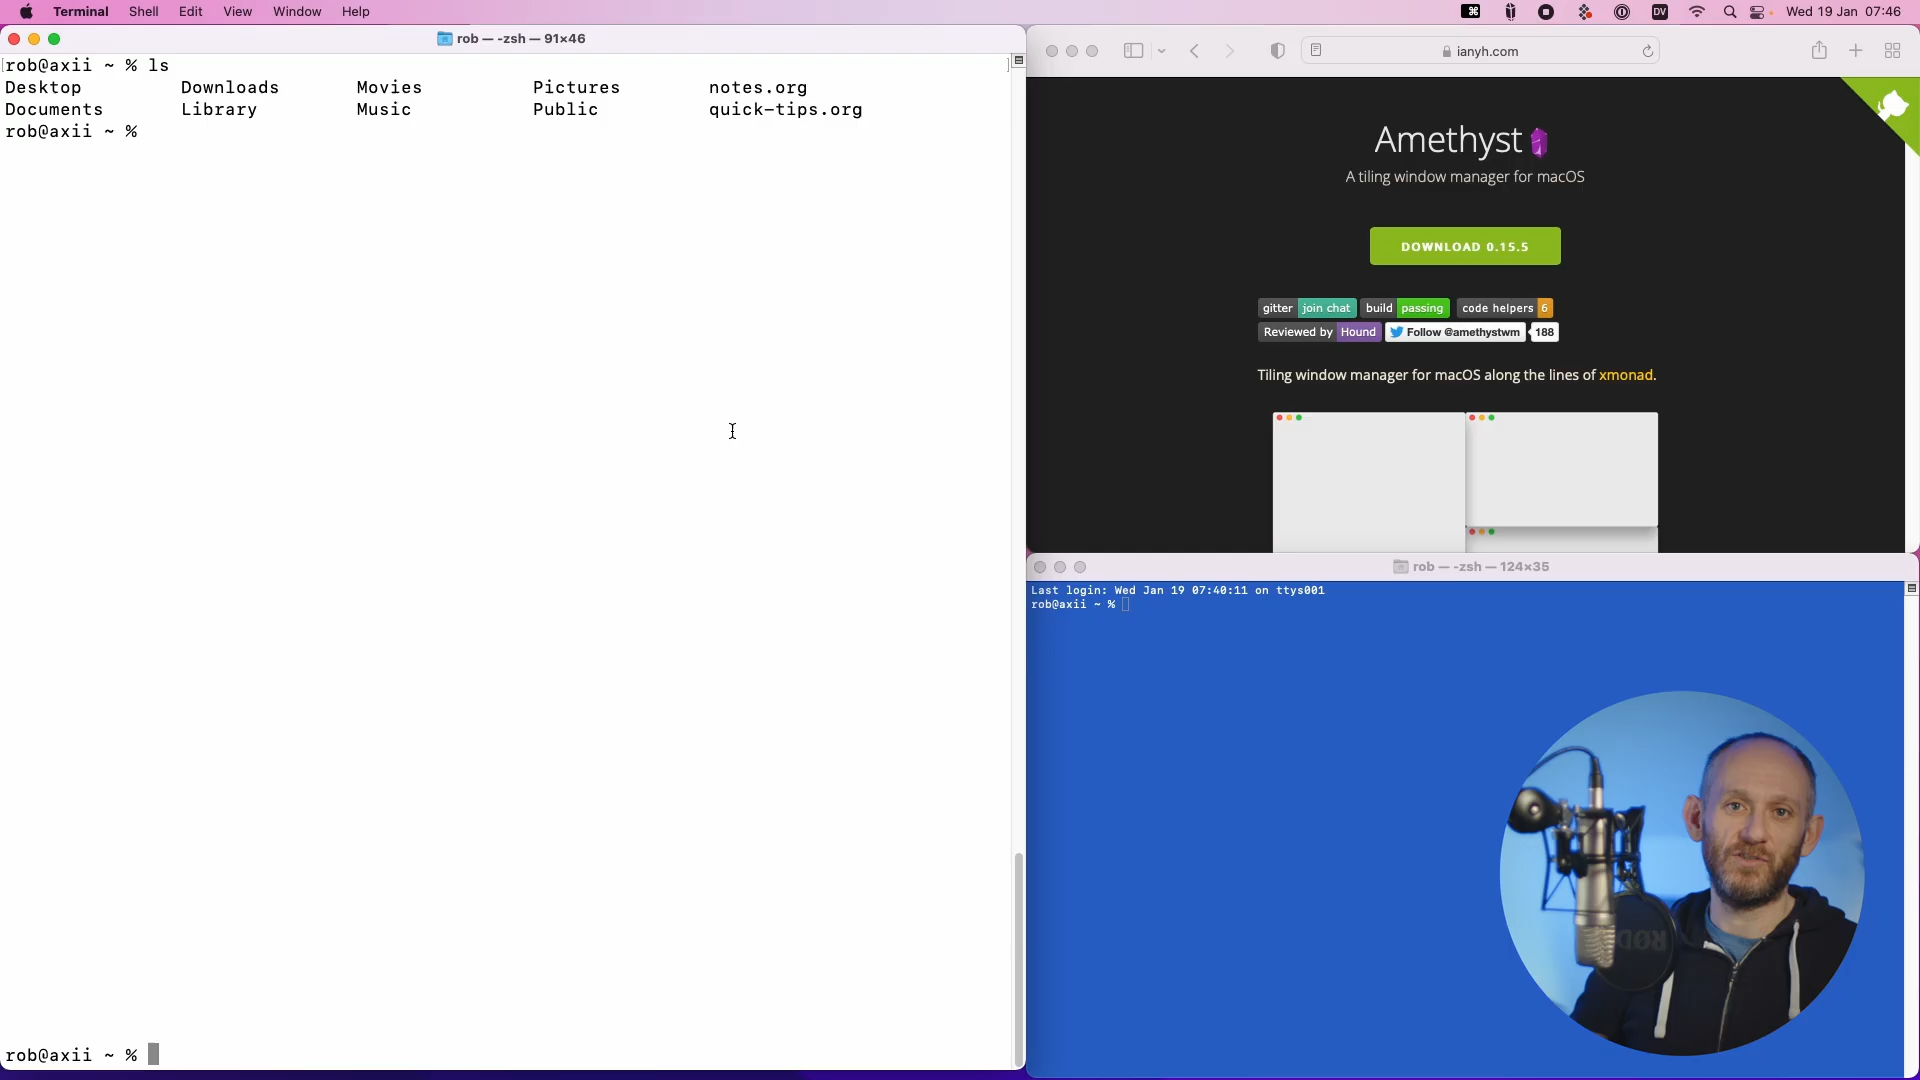 Terminal Shell Edit View Window Help
DV Wed 19 Jan 07:46
rob — -zsh — 91×46
rob@axii ~ % ls
Desktop Downloads Movies Pictures notes.org
Documents Library Music Public quick-tips.org
rob@axii ~ %
rob@axii ~ %
ianyh.com
Amethyst
A tiling window manager for macOS
DOWNLOAD 0.15.5
gitter join chat build passing code helpers 6
Reviewed by Hound Follow @amethystwm 188
Tiling window manager for macOS along the lines of xmonad.
rob — -zsh — 124×35
Last login: Wed Jan 19 07:40:11 on ttys001
rob@axii ~ %
RØDE